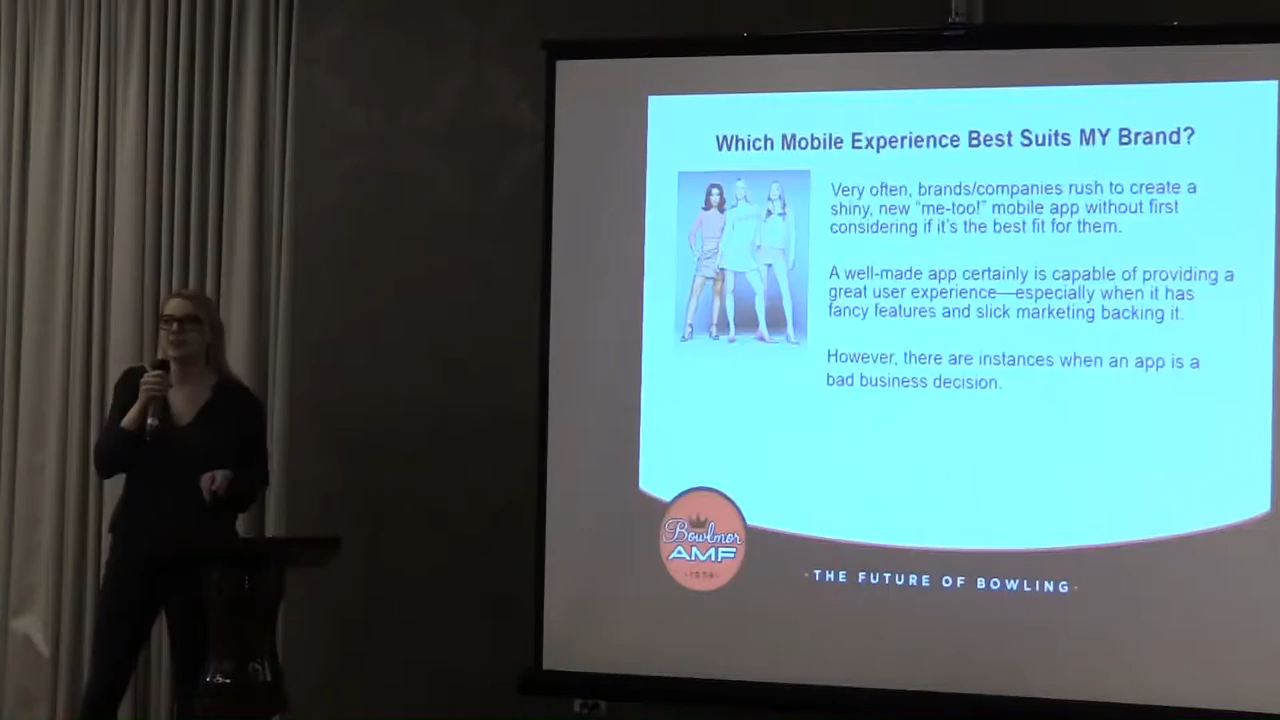 Which Mobile Experience Best Suits MY Brand?
Very often, brands/companies rush to create a
shiny, new “me-too!” mobile app without first
considering if it's the best fit for them.
A well-made app certainly is capable of providing a
great user experience—especially when it has
fancy features and slick marketing backing it.
However, there are instances when an app is a
bad business decision.
Bowlmor
AMF
·THE FUTURE OF BOWLING·